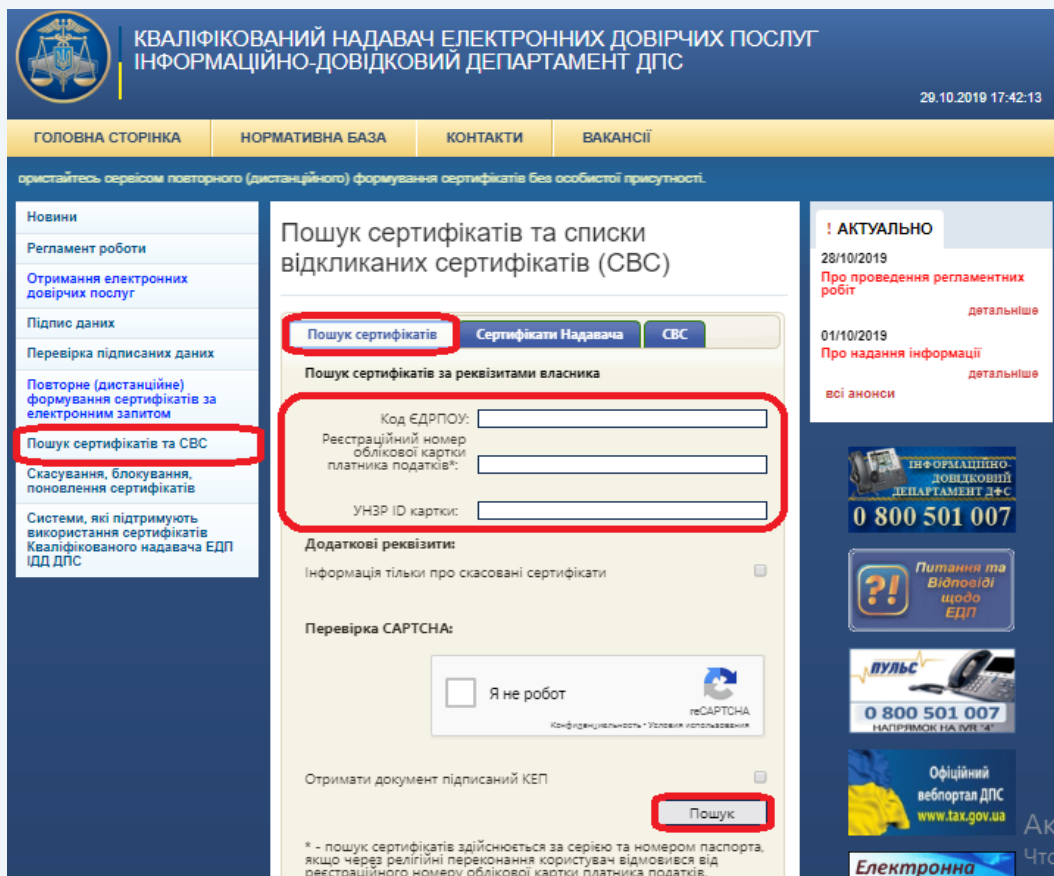 КВАЛІФІКОВАНИЙ НАДАВАЧ ЕЛЕКТРОННИХ ДОВІРЧИХ ПОСЛУГ
ІНФОРМАЦІЙНО-ДОВІДКОВИЙ ДЕПАРТАМЕНТ ДПС
29.10.2019 17:42:13
ГОЛОВНА СТОРІНКА
НОРМАТИВНА БАЗА
КОНТАКТИ
ВАКАНСІЇ
ористайтесь сервісом повторного (дистанційного) формування сертифікатів без особистої присутності.
Новини
Регламент роботи
Отримання електронних
довірчих послуг
Підпис даних
Перевірка підписаних даних
Повторне (дистанційне)
формування сертифікатів за
електронним запитом
Пошук сертифікатів та СВС
Скасування, блокування,
поновлення сертифікатів
Системи, які підтримують
використання сертифікатів
Кваліфікованого надавача ЕДП
ІДД ДПС
Пошук сертифікатів та списки
відкликаних сертифікатів (СВС)
Пошук сертифікатів
Сертифікати Надавача
СВС
Пошук сертифікатів за реквізитами власника
Код ЄДРПОУ:
Реєстраційний номер
облікової картки
платника податків*:
УНЗР ID картки:
Додаткові реквізити:
Інформація тільки про скасовані сертифікати
Перевірка CAPTCHA:
Я не робот
reCAPTCHA
Конфиденциальность • Условия использования
Отримати документ підписаний КЕП
Пошук
* - пошук сертифікатів здійснюється за серією та номером паспорта,
якщо через релігійні переконання користувач відмовився від
реєстраційного номеру облікової картки платника податків.
! АКТУАЛЬНО
28/10/2019
Про проведення регламентних
робіт
детальніше
01/10/2019
Про надання інформації
детальніше
всі анонси
ІНФОРМАЦІЙНО-
ДОВІДКОВИЙ
ДЕПАРТАМЕНТ ДФС
0 800 501 007
?!
Питання та
Відповіді
щодо
ЕДП
ПУЛЬС
0 800 501 007
НАПРЯМОК НА IVR "4"
Офіційний
вебпортал ДПС
www.tax.gov.ua
Електронна
Ак
Что